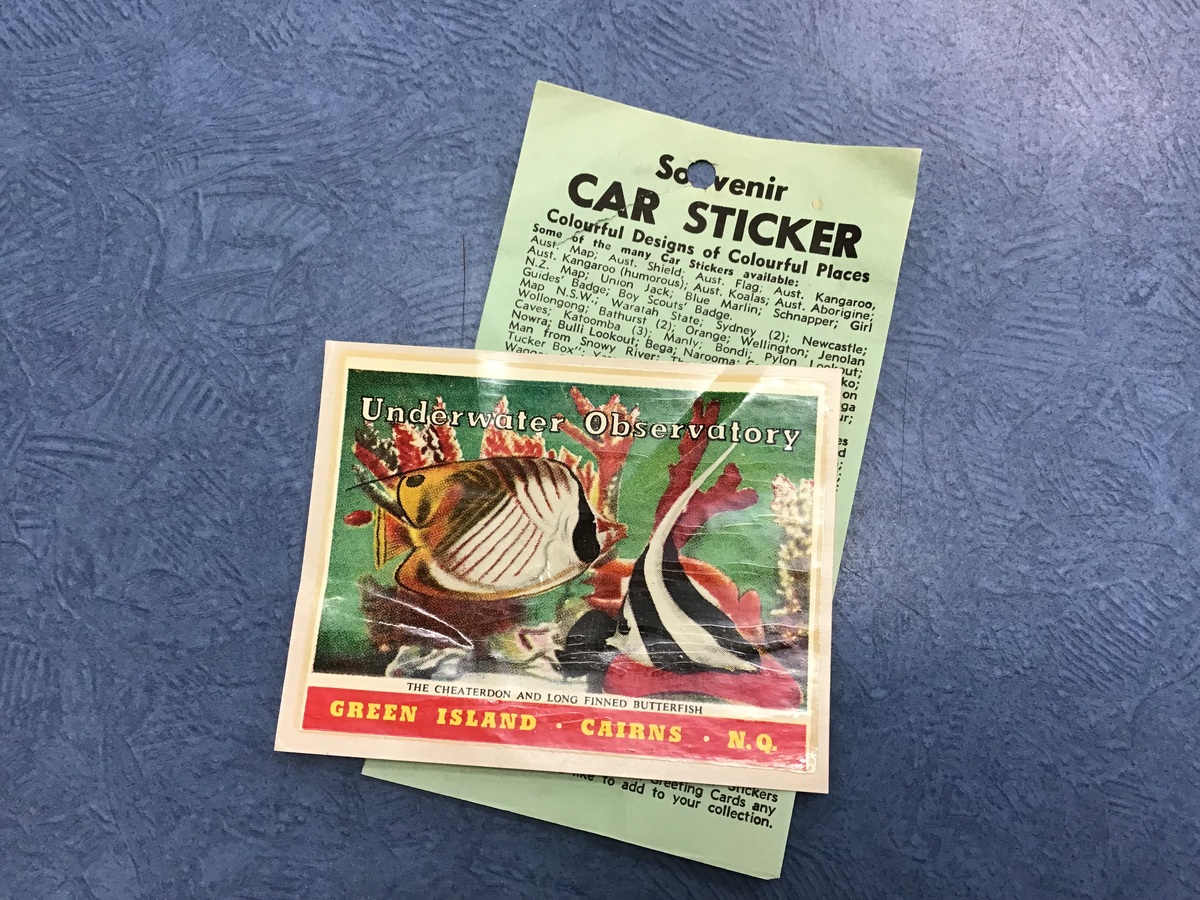 Souvenir
CAR STICKER
Colourful Designs of Colourful Places
Some of the many Car Stickers available:
Aust. Map; Aust. Shield; Aust. Flag; Aust. Kangaroo,
Aust. Kangaroo (humorous); Aust. Koalas; Aust. Aborigine;
N.Z. Map; Union Jack; Blue Marlin; Schnapper; Girl
Guides' Badge; Boy Scouts' Badge.
Map N.S.W.; Waratah State; Sydney (2); Newcastle;
Wollongong; Bathurst (2); Orange; Wellington; Jenolan
Caves; Katoomba (3); Manly; Bondi; Pylon Lookout;
Nowra; Bulli Lookout; Bega; Narooma;
Man from Snowy River;
Tucker Box";
Underwater Observatory
THE CHEATERDON AND LONG FINNED BUTTERFISH
GREEN ISLAND · CAIRNS · N.Q.
Stickers
Greeting Cards any
like to add to your collection.